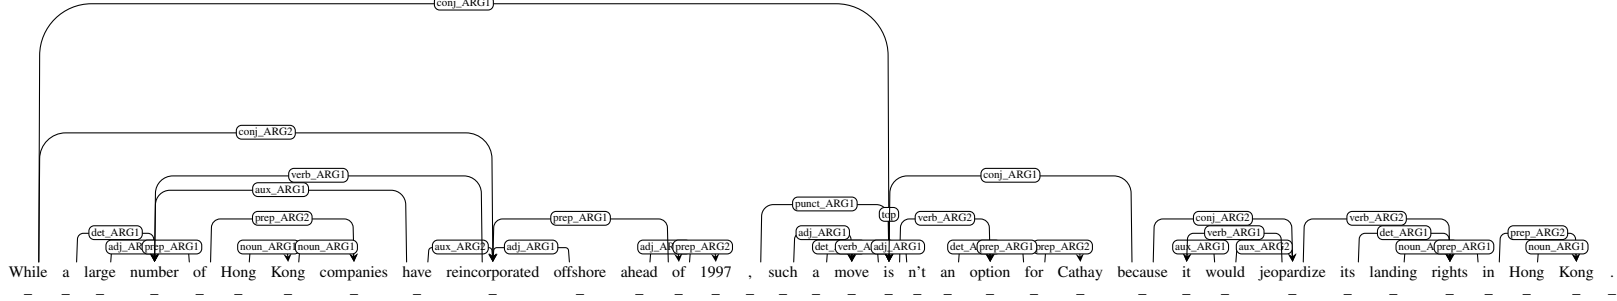 conj_ARG1
conj_ARG2
verb_ARG1 conj_ARG1
aux_ARG1
punct_ARG1
top
prep_ARG2 prep_ARG1 verb_ARG2 conj_ARG2 verb_ARG2
det_ARG1 adj_ARG1 verb_ARG1 det_ARG1 prep_ARG2
prep_ARG1 noun_ARG1 noun_ARG1 aux_ARG2 adj_ARG1 prep_ARG2 adj_ARG1 prep_ARG1 prep_ARG2 aux_ARG1 aux_ARG2 prep_ARG1 noun_ARG1
While a large number of Hong Kong companies have reincorporated offshore ahead of 1997 , such a move is n't an option for Cathay because it would jeopardize its landing rights in Hong Kong .